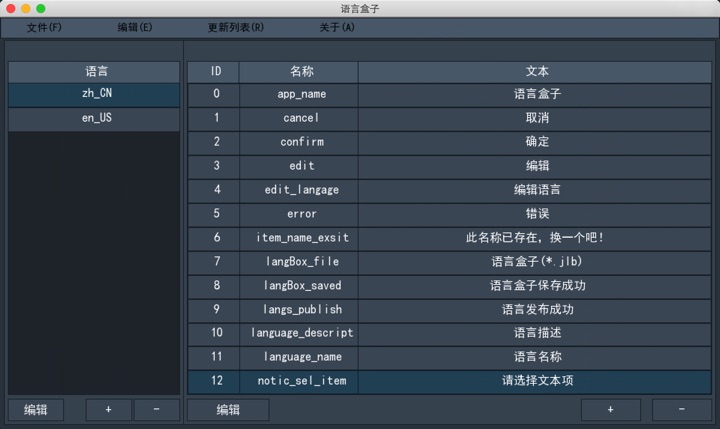 语言盒子
文件(F) 编辑(E) 更新列表(R) 关于(A)
语言
zh_CN
en_US
编辑 + -
ID 名称 文本
0 app_name 语言盒子
1 cancel 取消
2 confirm 确定
3 edit 编辑
4 edit_langage 编辑语言
5 error 错误
6 item_name_exsit 此名称已存在，换一个吧！
7 langBox_file 语言盒子(*.jlb)
8 langBox_saved 语言盒子保存成功
9 langs_publish 语言发布成功
10 language_descript 语言描述
11 language_name 语言名称
12 notic_sel_item 请选择文本项
编辑 + -